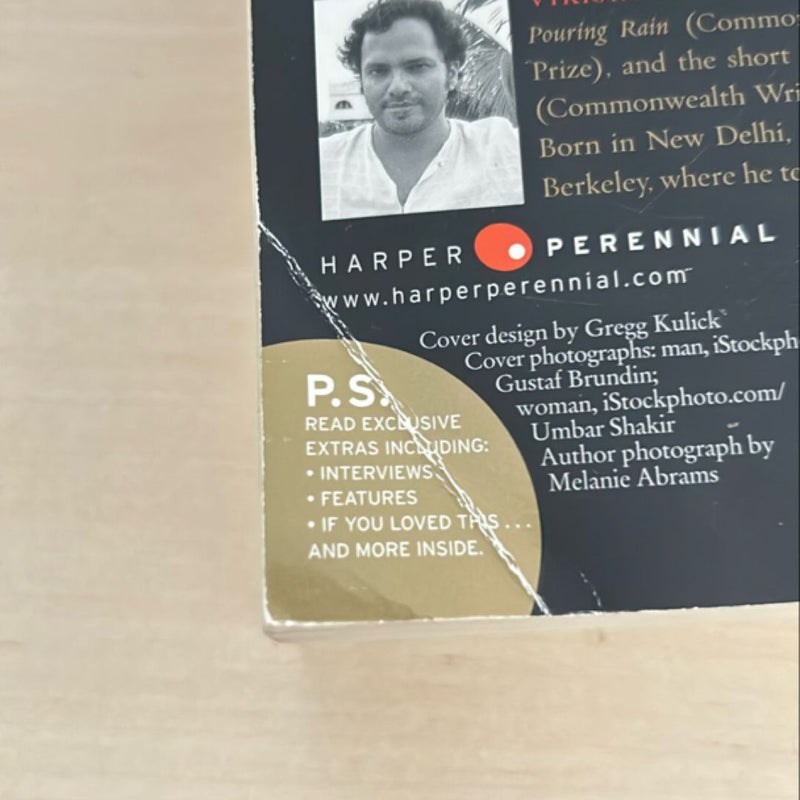 Pouring Rain (Commo
Prize), and the short
(Commonwealth Wri
Born in New Delhi,
Berkeley, where he te
HARPER PERENNIAL
www.harperperennial.com
Cover design by Gregg Kulick
Cover photographs: man, iStockph
Gustaf Brundin;
woman, iStockphoto.com/
Umbar Shakir
Author photograph by
Melanie Abrams
P.S.
READ EXCLUSIVE
EXTRAS INCLUDING:
• INTERVIEWS
• FEATURES
• IF YOU LOVED THIS...
AND MORE INSIDE.